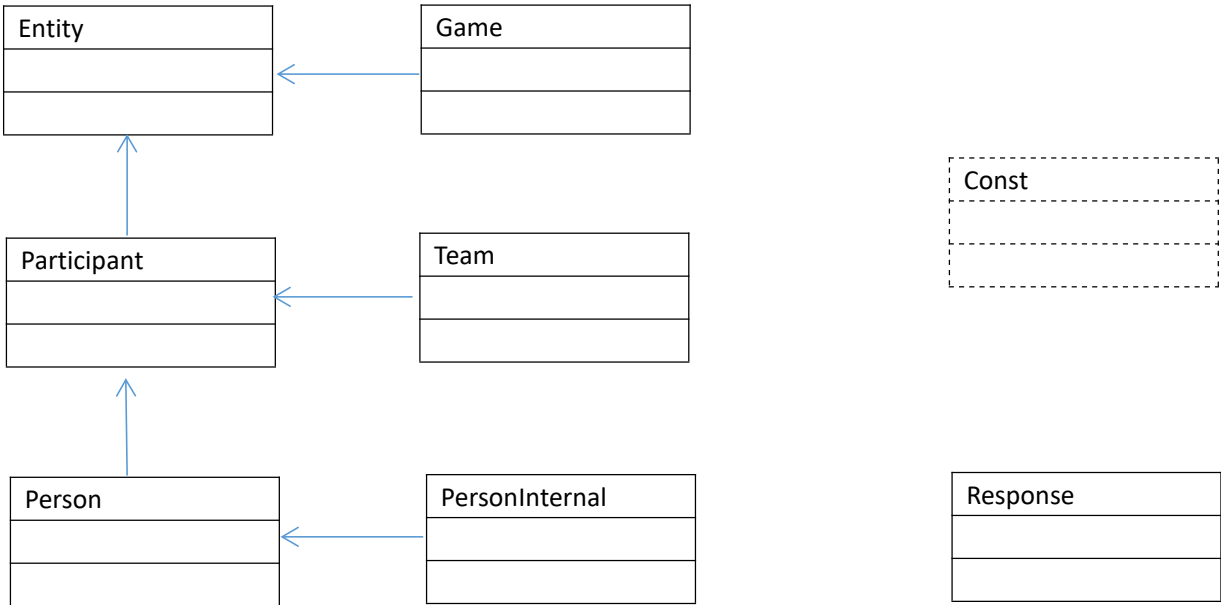 Entity
Game
Const
Participant
Team
Person
PersonInternal
Response